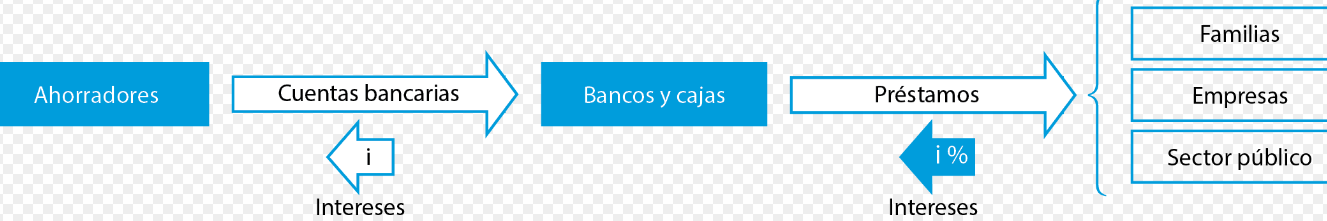 Ahorradores
Cuentas bancarias
i
Intereses
Bancos y cajas
Préstamos
i %
Intereses
Familias
Empresas
Sector público